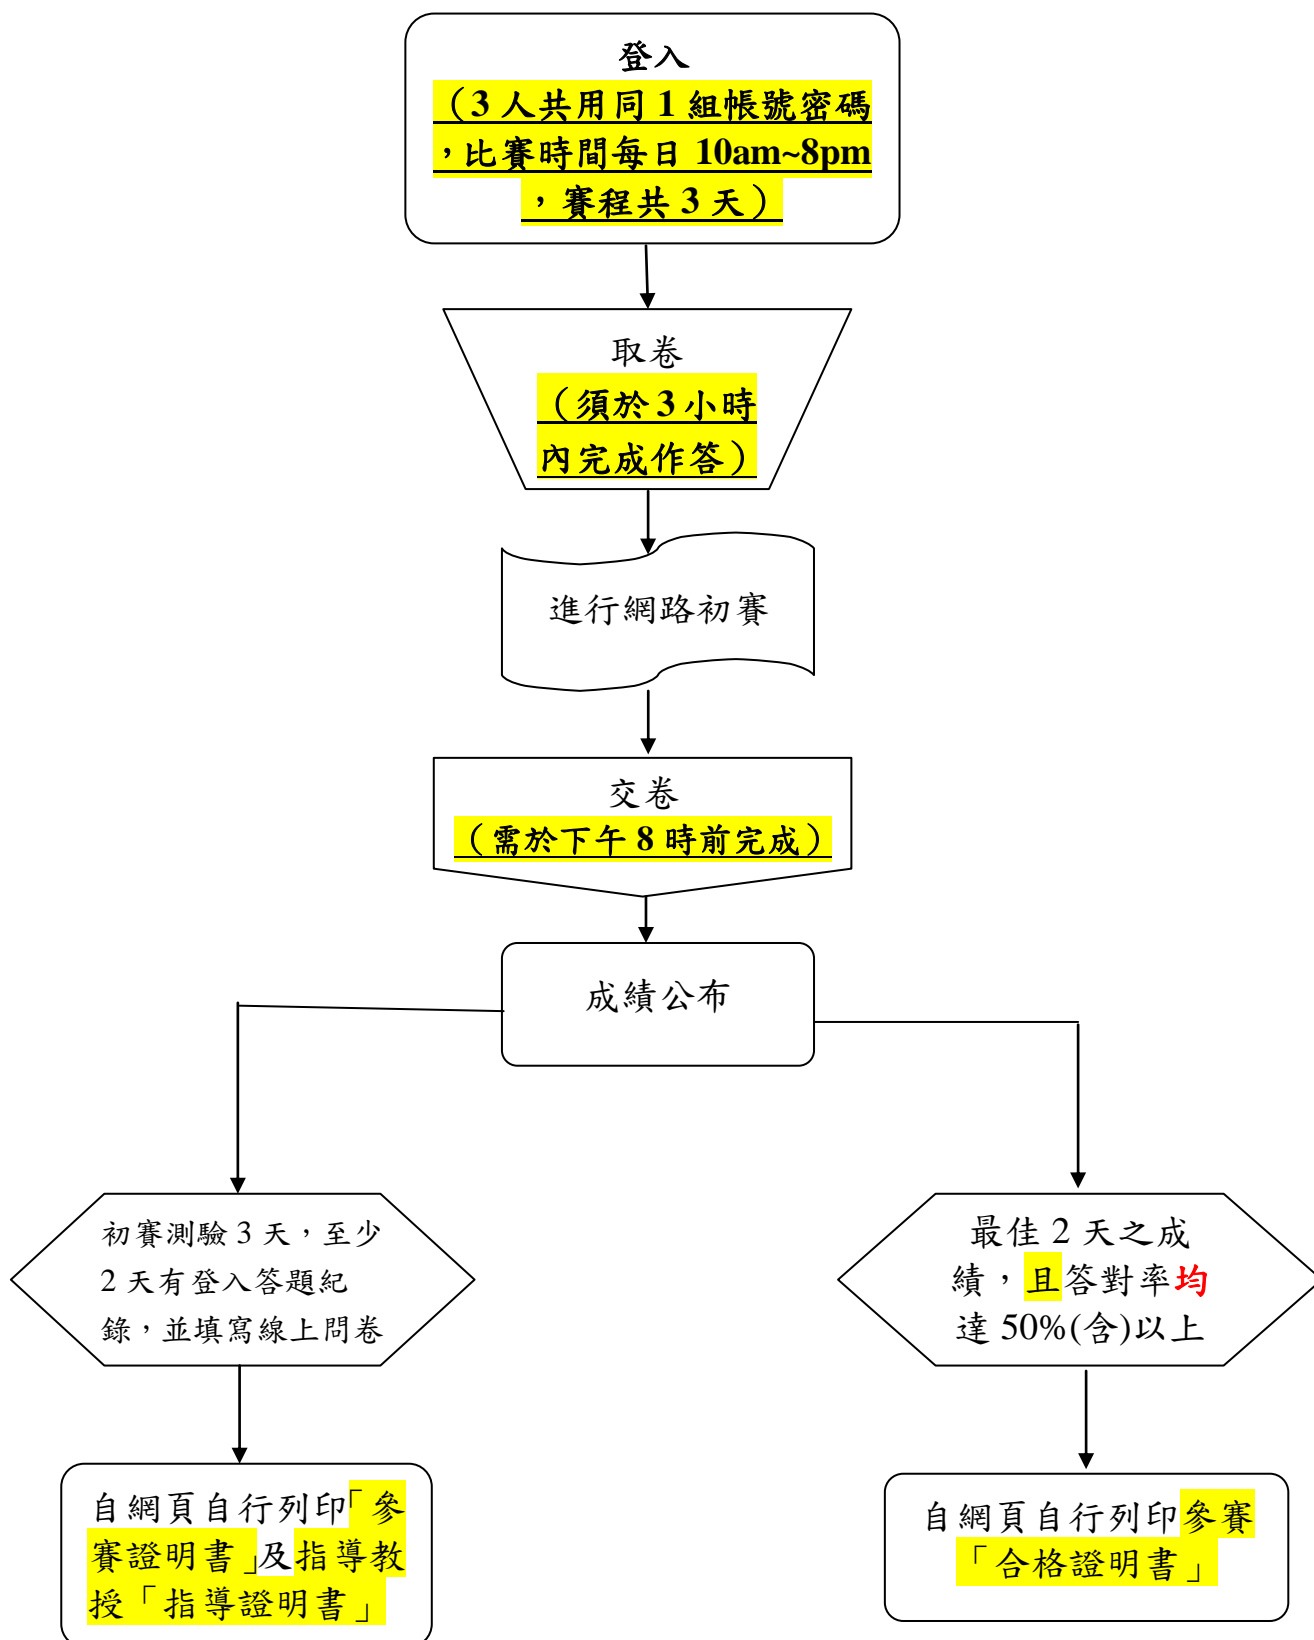 登入
（3 人共用同 1 組帳號密碼
，比賽時間每日 10am~8pm
，賽程共 3 天）
取卷
（須於 3 小時
內完成作答）
進行網路初賽
交卷
（需於下午 8 時前完成）
成績公布
初賽測驗 3 天，至少
2 天有登入答題紀
錄，並填寫線上問卷
最佳 2 天之成
績，且答對率均
達 50%(含)以上
自網頁自行列印「參
賽證明書」及指導教
授「指導證明書」
自網頁自行列印參賽
「合格證明書」